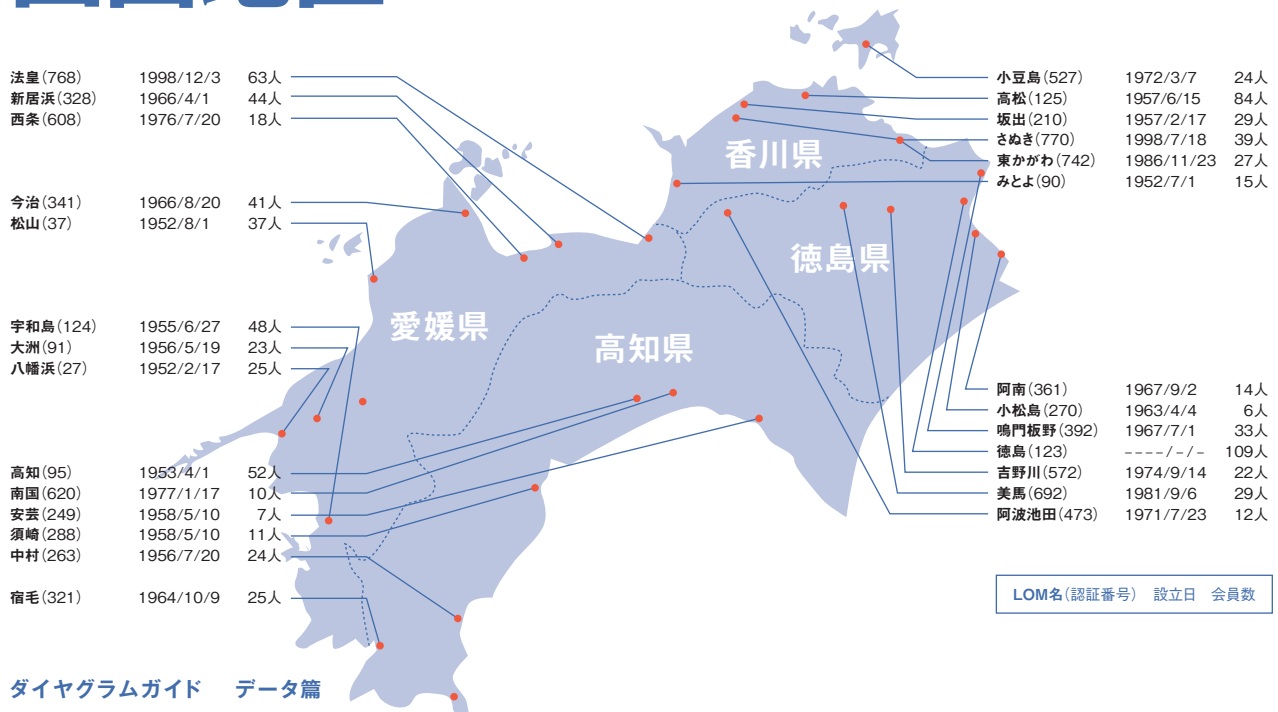 法皇(768) 1998/12/3 63人
新居浜(328) 1966/4/1 44人
西条(608) 1976/7/20 18人
今治(341) 1966/8/20 41人
松山(37) 1952/8/1 37人
宇和島(124) 1955/6/27 48人
大洲(91) 1956/5/19 23人
八幡浜(27) 1952/2/17 25人
高知(95) 1953/4/1 52人
南国(620) 1977/1/17 10人
安芸(249) 1958/5/10 7人
須崎(288) 1958/5/10 11人
中村(263) 1956/7/20 24人
宿毛(321) 1964/10/9 25人
香川県
徳島県
愛媛県
高知県
小豆島(527) 1972/3/7 24人
高松(125) 1957/6/15 84人
坂出(210) 1957/2/17 29人
さぬき(770) 1998/7/18 39人
東かがわ(742) 1986/11/23 27人
みとよ(90) 1952/7/1 15人
阿南(361) 1967/9/2 14人
小松島(270) 1963/4/4 6人
鳴門板野(392) 1967/7/1 33人
徳島(123) ----/-/- 109人
吉野川(572) 1974/9/14 22人
美馬(692) 1981/9/6 29人
阿波池田(473) 1971/7/23 12人
LOM名(認証番号) 設立日 会員数
ダイヤグラムガイド データ篇